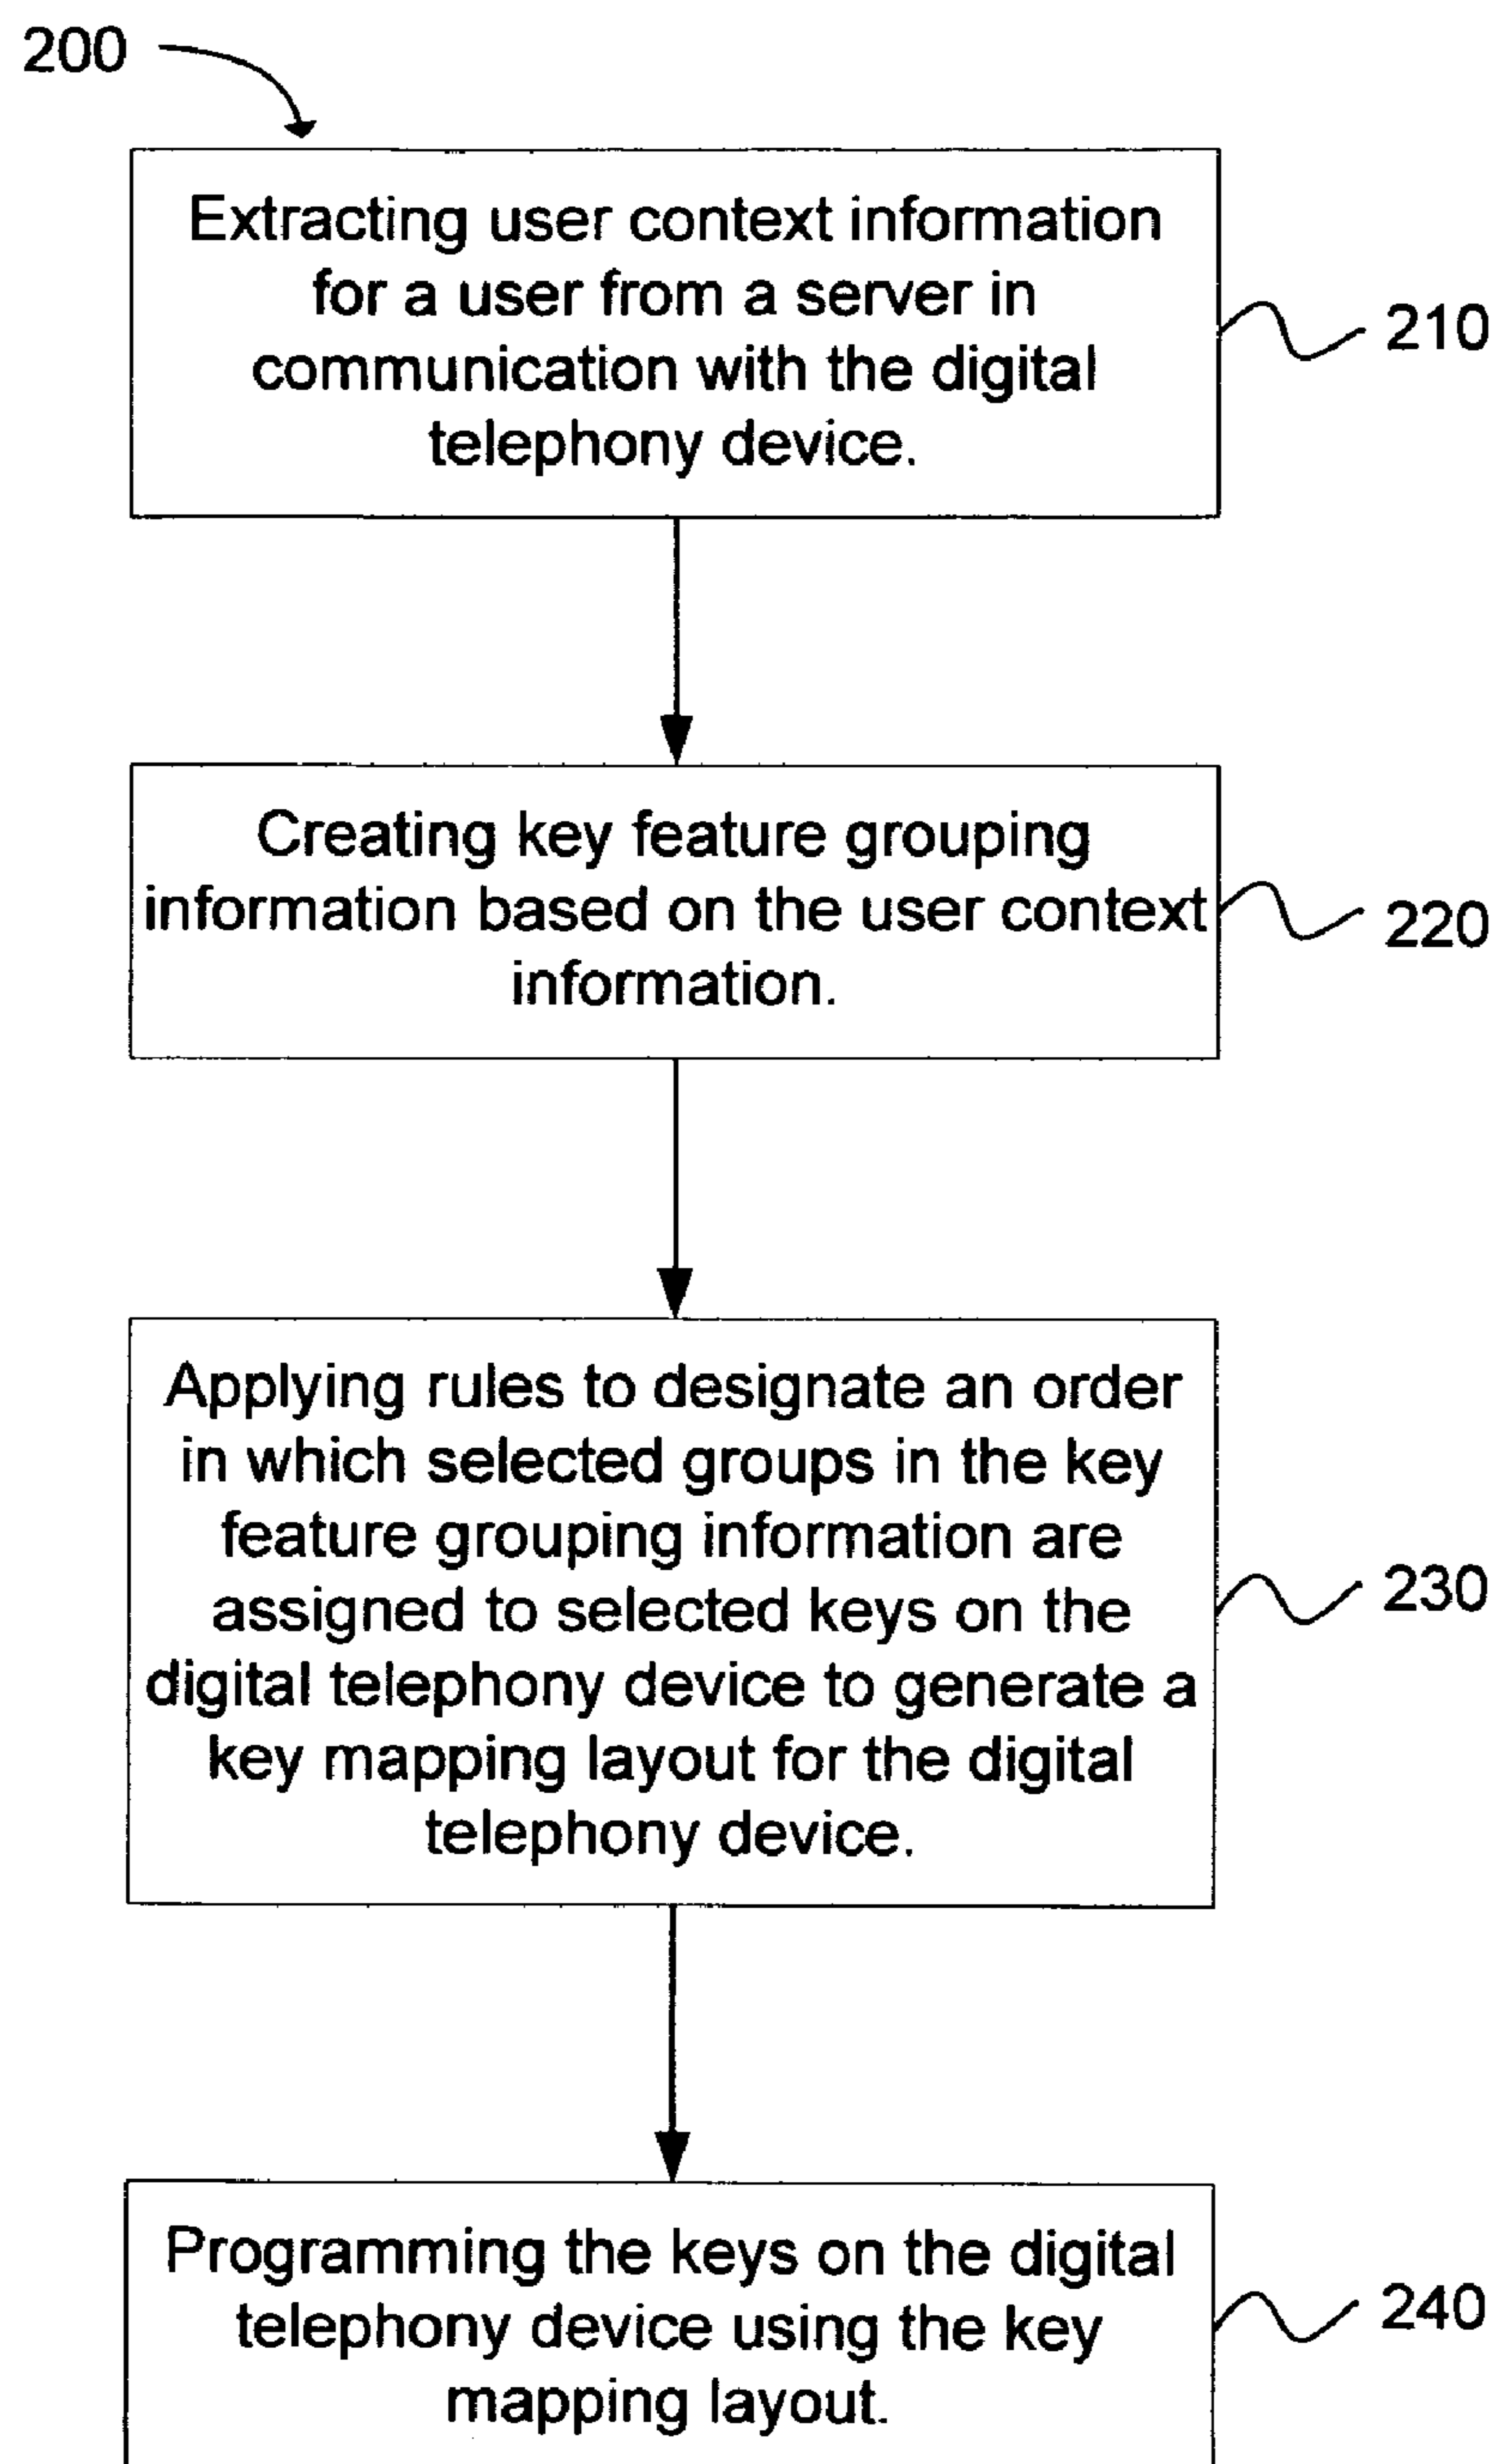 200
Extracting user context information
for a user from a server in
communication with the digital
telephony device.
210
Creating key feature grouping
information based on the user context
information.
220
Applying rules to designate an order
in which selected groups in the key
feature grouping information are
assigned to selected keys on the
digital telephony device to generate a
key mapping layout for the digital
telephony device.
230
Programming the keys on the digital
telephony device using the key
mapping layout.
240